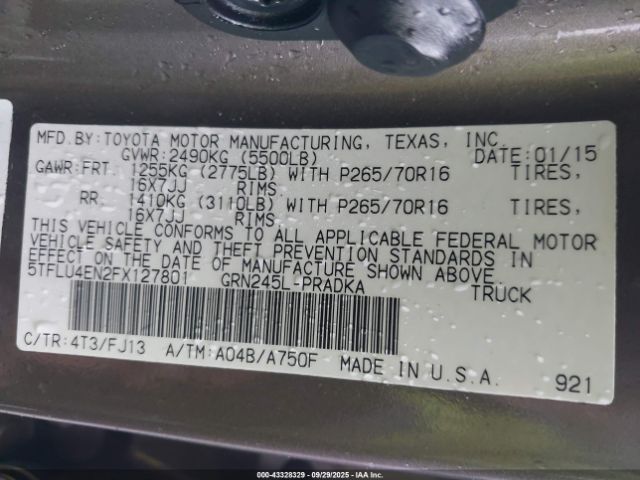 MFD.BY:TOYOTA MOTOR MANUFACTURING, TEXAS, INC.
GVWR:2490KG (5500LB) DATE:01/15
GAWR:FRT. 1255KG (2775LB) WITH P265/70R16 TIRES,
16X7JJ RIMS,
RR. 1410KG (3110LB) WITH P265/70R16 TIRES,
16X7JJ RIMS
THIS VEHICLE CONFORMS TO ALL APPLICABLE FEDERAL MOTOR
VEHICLE SAFETY AND THEFT PREVENTION STANDARDS IN
EFFECT ON THE DATE OF MANUFACTURE SHOWN ABOVE.
5TFLU4EN2FX127801 GRN245L-PRADKA TRUCK
C/TR:4T3/FJ13 A/TM:A04B/A750F MADE IN U.S.A. 921
000-43328329 - 09/29/2025 - iaai.com